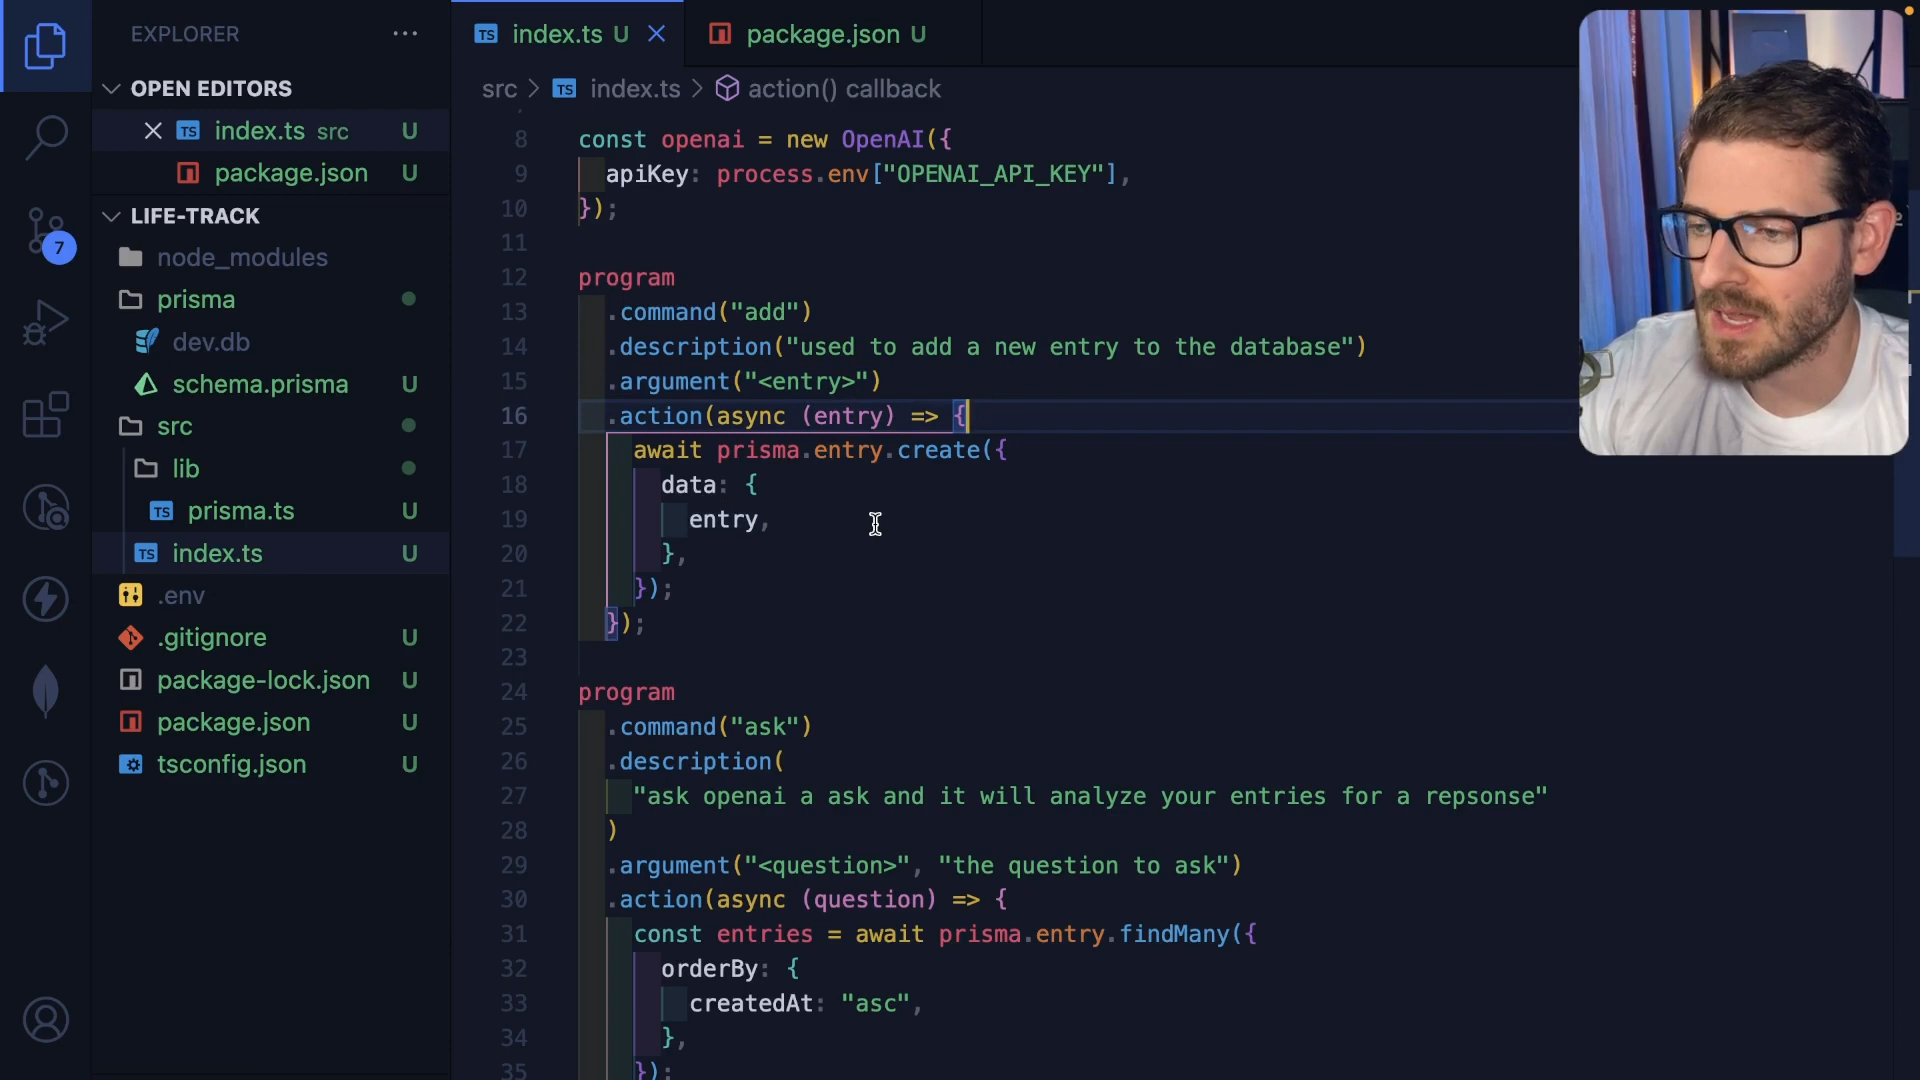 EXPLORER
OPEN EDITORS
index.ts src U
package.json U
LIFE-TRACK
node_modules
prisma
dev.db
schema.prisma U
src
lib
TS prisma.ts U
TS index.ts U
.env
.gitignore U
package-lock.json U
package.json U
tsconfig.json U
7
TS index.ts U
package.json U
src > TS index.ts > action() callback
8 const openai = new OpenAI({
9 apiKey: process.env["OPENAI_API_KEY"],
10 });
11
12 program
13 .command("add")
14 .description("used to add a new entry to the database")
15 .argument("<entry>")
16 .action(async (entry) => {
17 await prisma.entry.create({
18 data: {
19 entry,
20 },
21 });
22 });
23
24 program
25 .command("ask")
26 .description(
27 "ask openai a ask and it will analyze your entries for a repsonse"
28 )
29 .argument("<question>", "the question to ask")
30 .action(async (question) => {
31 const entries = await prisma.entry.findMany({
32 orderBy: {
33 createdAt: "asc",
34 },
35 });